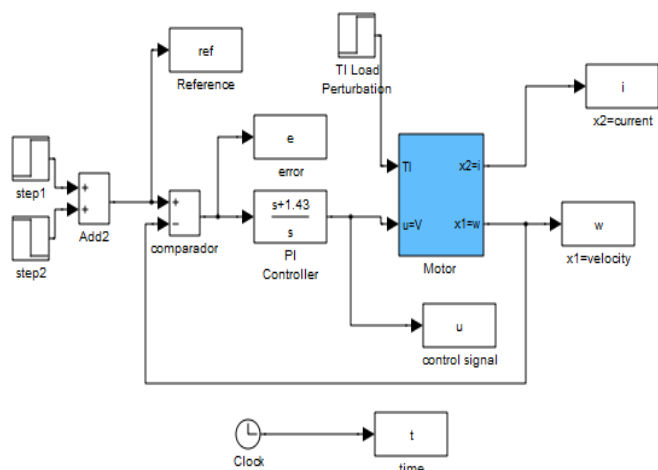 ref
Reference
TI Load
Perturbation
i
x2=current
e
error
step1
+
+
Add2
step2
+
−
comparador
s+1.43
s
PI
Controller
TI
x2=i
u=V
x1=w
Motor
w
x1=velocity
u
control signal
Clock
t
time